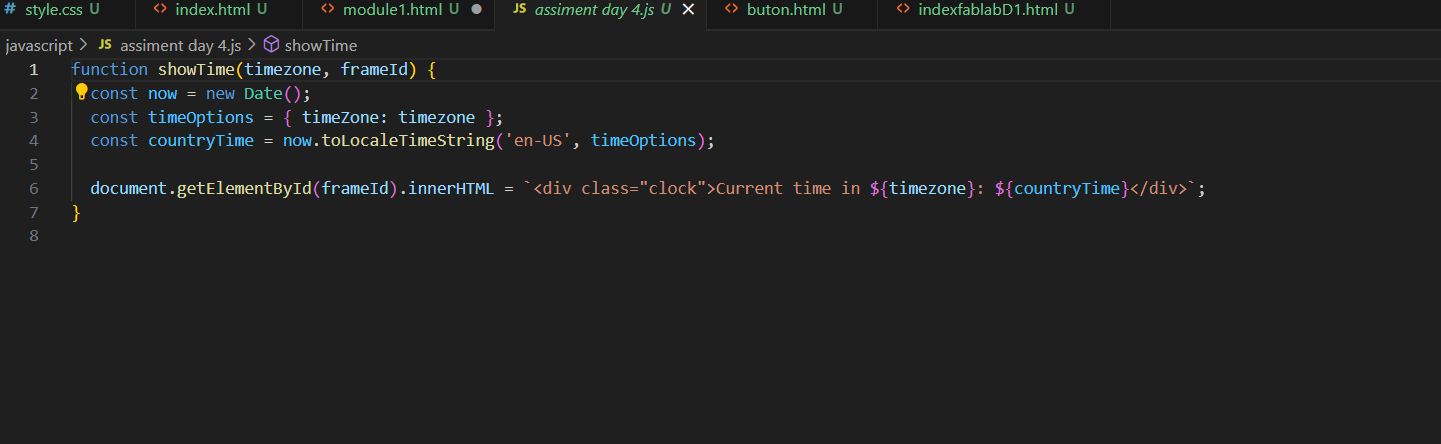 # style.css U <> index.html U <> module1.html U ● JS assiment day 4.js U × <> buton.html U <> indexfablabD1.html U
javascript > JS assiment day 4.js > showTime
1 function showTime(timezone, frameId) {
2   const now = new Date();
3   const timeOptions = { timeZone: timezone };
4   const countryTime = now.toLocaleTimeString('en-US', timeOptions);
5
6   document.getElementById(frameId).innerHTML = `<div class="clock">Current time in ${timezone}: ${countryTime}</div>`;
7 }
8